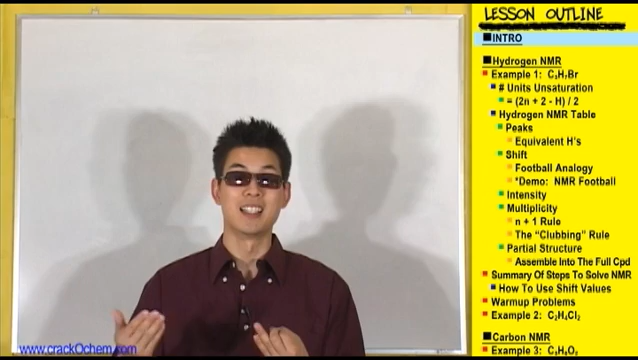 LESSON OUTLINE
INTRO
Hydrogen NMR
Example 1: C₃H₇Br
# Units Unsaturation
= (2n + 2 - H) / 2
Hydrogen NMR Table
Peaks
Equivalent H's
Shift
Football Analogy
*Demo: NMR Football
Intensity
Multiplicity
n + 1 Rule
The "Clubbing" Rule
Partial Structure
Assemble Into The Full Cpd
Summary Of Steps To Solve NMR
How To Use Shift Values
Warmup Problems
Example 2: C₂H₄Cl₂
Carbon NMR
Example 3:
www.crackOchem.com